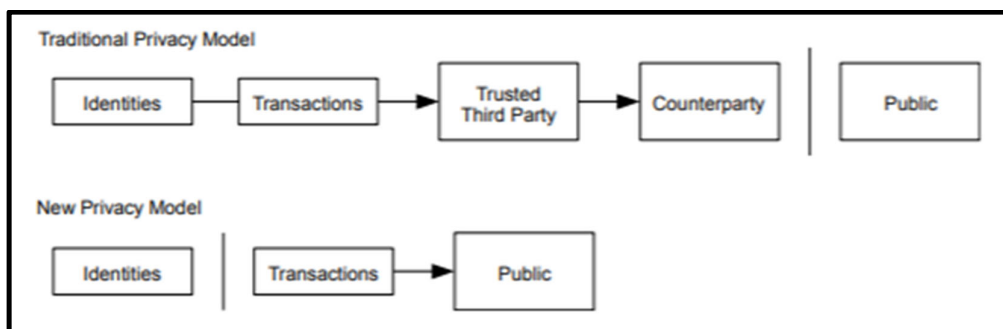 Traditional Privacy Model
Identities
Transactions
Trusted
Third Party
Counterparty
Public
New Privacy Model
Identities
Transactions
Public